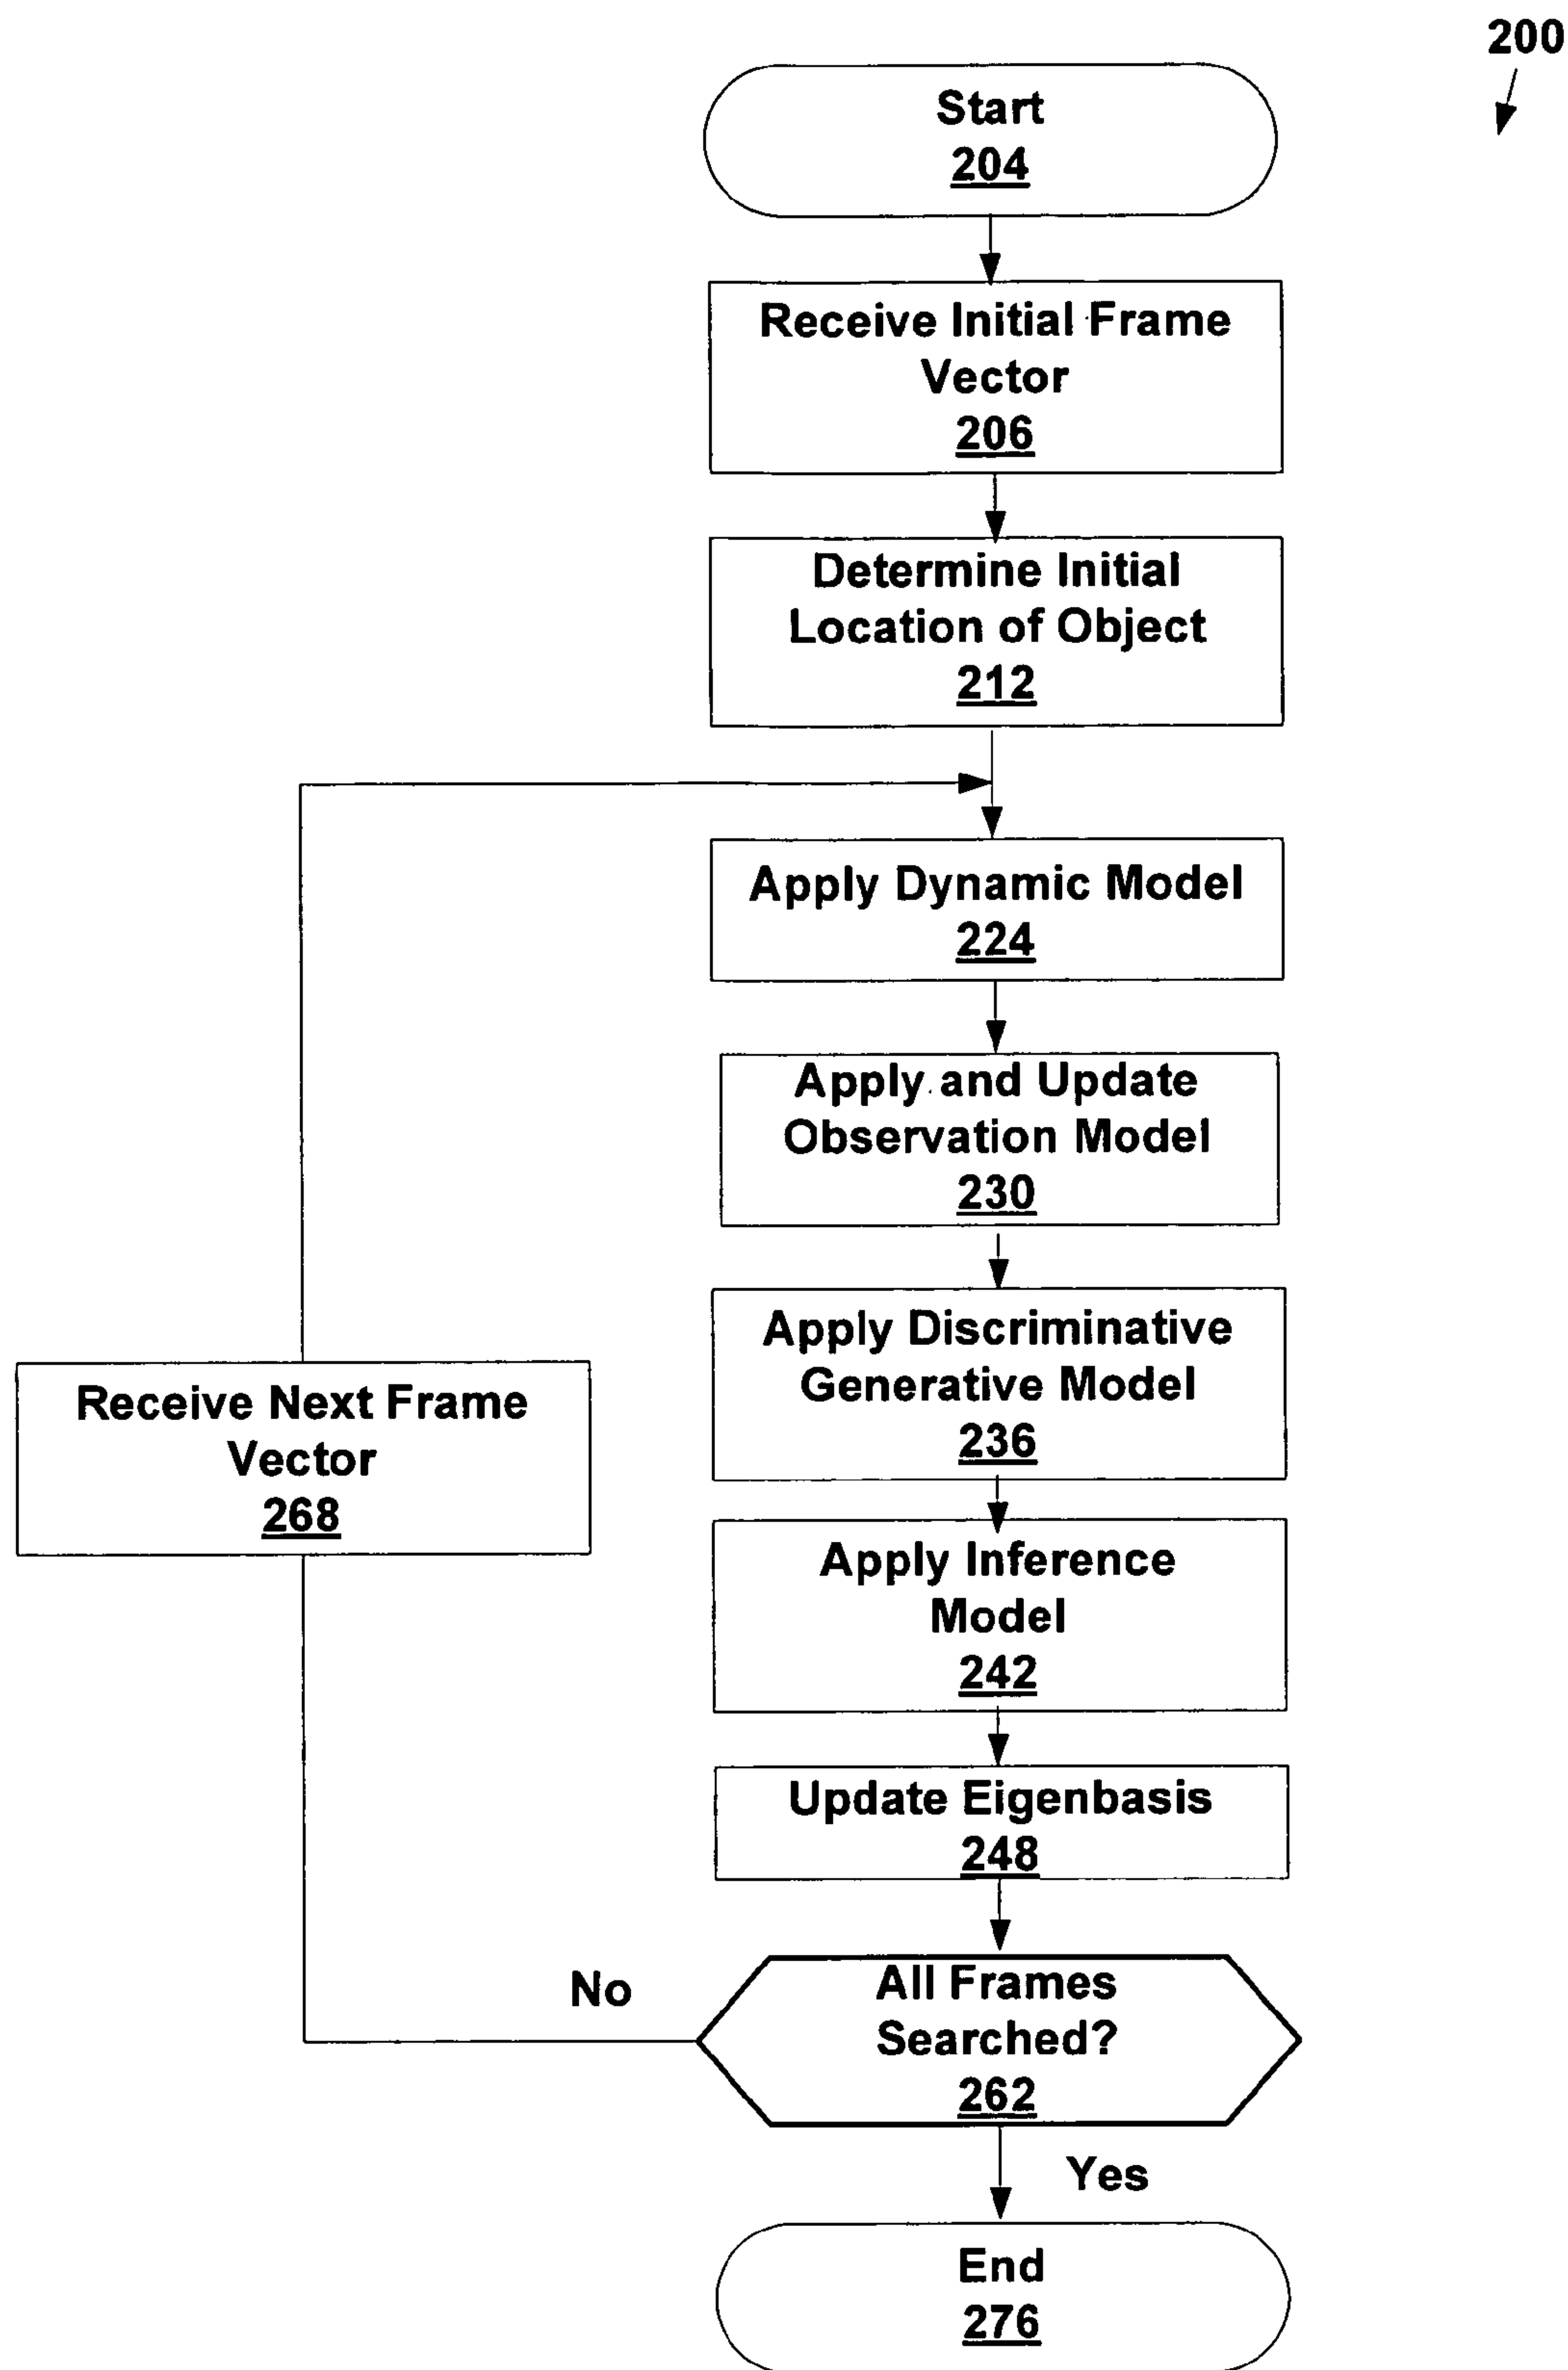 200
Start
204
Receive Initial Frame
Vector
206
Determine Initial
Location of Object
212
Apply Dynamic Model
224
Apply and Update
Observation Model
230
Apply Discriminative
Generative Model
236
Receive Next Frame
Vector
268
Apply Inference
Model
242
Update Eigenbasis
248
No
All Frames
Searched?
262
Yes
End
276